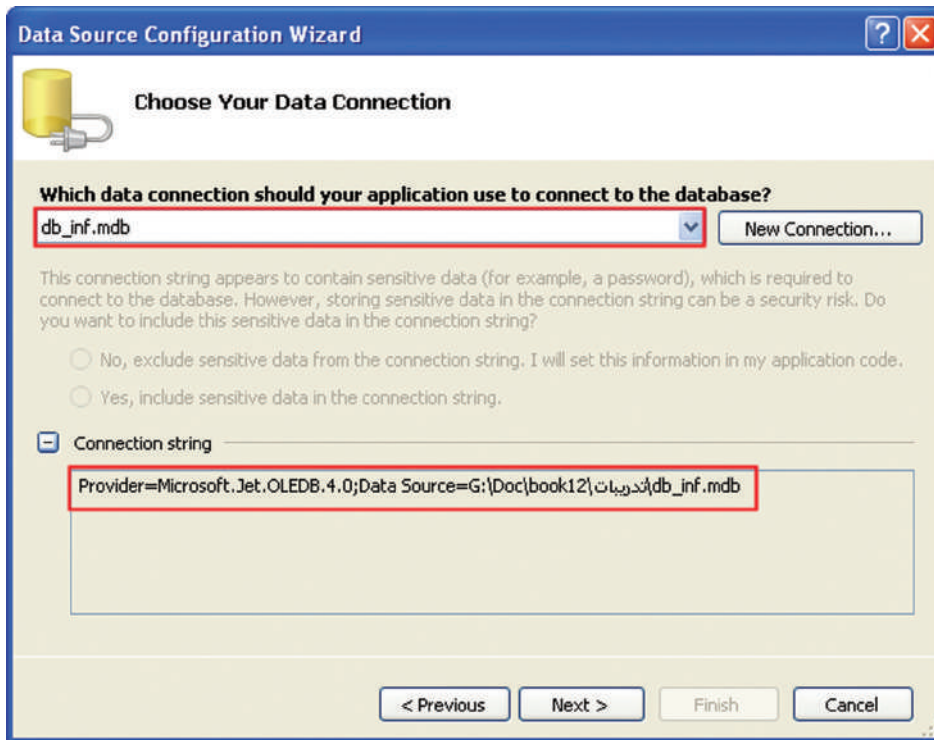 Data Source Configuration Wizard
Choose Your Data Connection
Which data connection should your application use to connect to the database?
db_inf.mdb
New Connection...
This connection string appears to contain sensitive data (for example, a password), which is required to
connect to the database. However, storing sensitive data in the connection string can be a security risk. Do
you want to include this sensitive data in the connection string?
No, exclude sensitive data from the connection string. I will set this information in my application code.
Yes, include sensitive data in the connection string.
Connection string
Provider=Microsoft.Jet.OLEDB.4.0;Data Source=G:\Doc\book12\تدريبات\db_inf.mdb
< Previous
Next >
Finish
Cancel